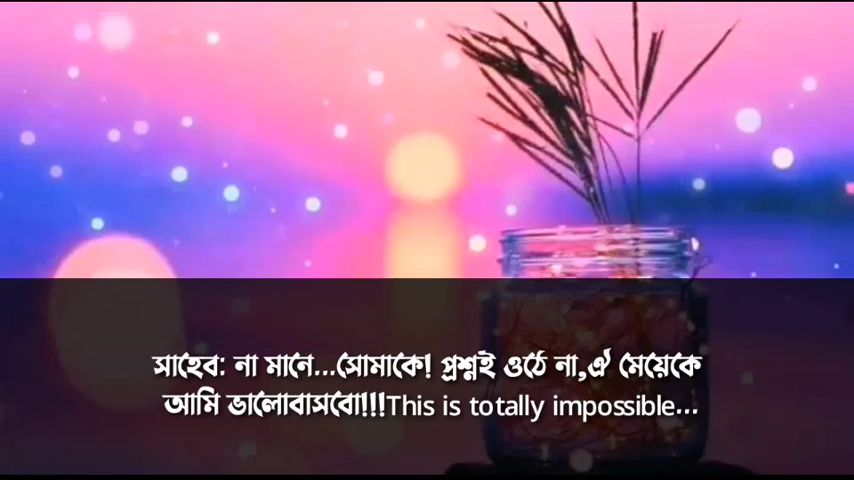 সাহেব: না মানে...সোমাকে! প্রশ্নই ওঠে না,ঐ মেয়েকে
আমি ভালোবাসবো!!!This is totally impossible...